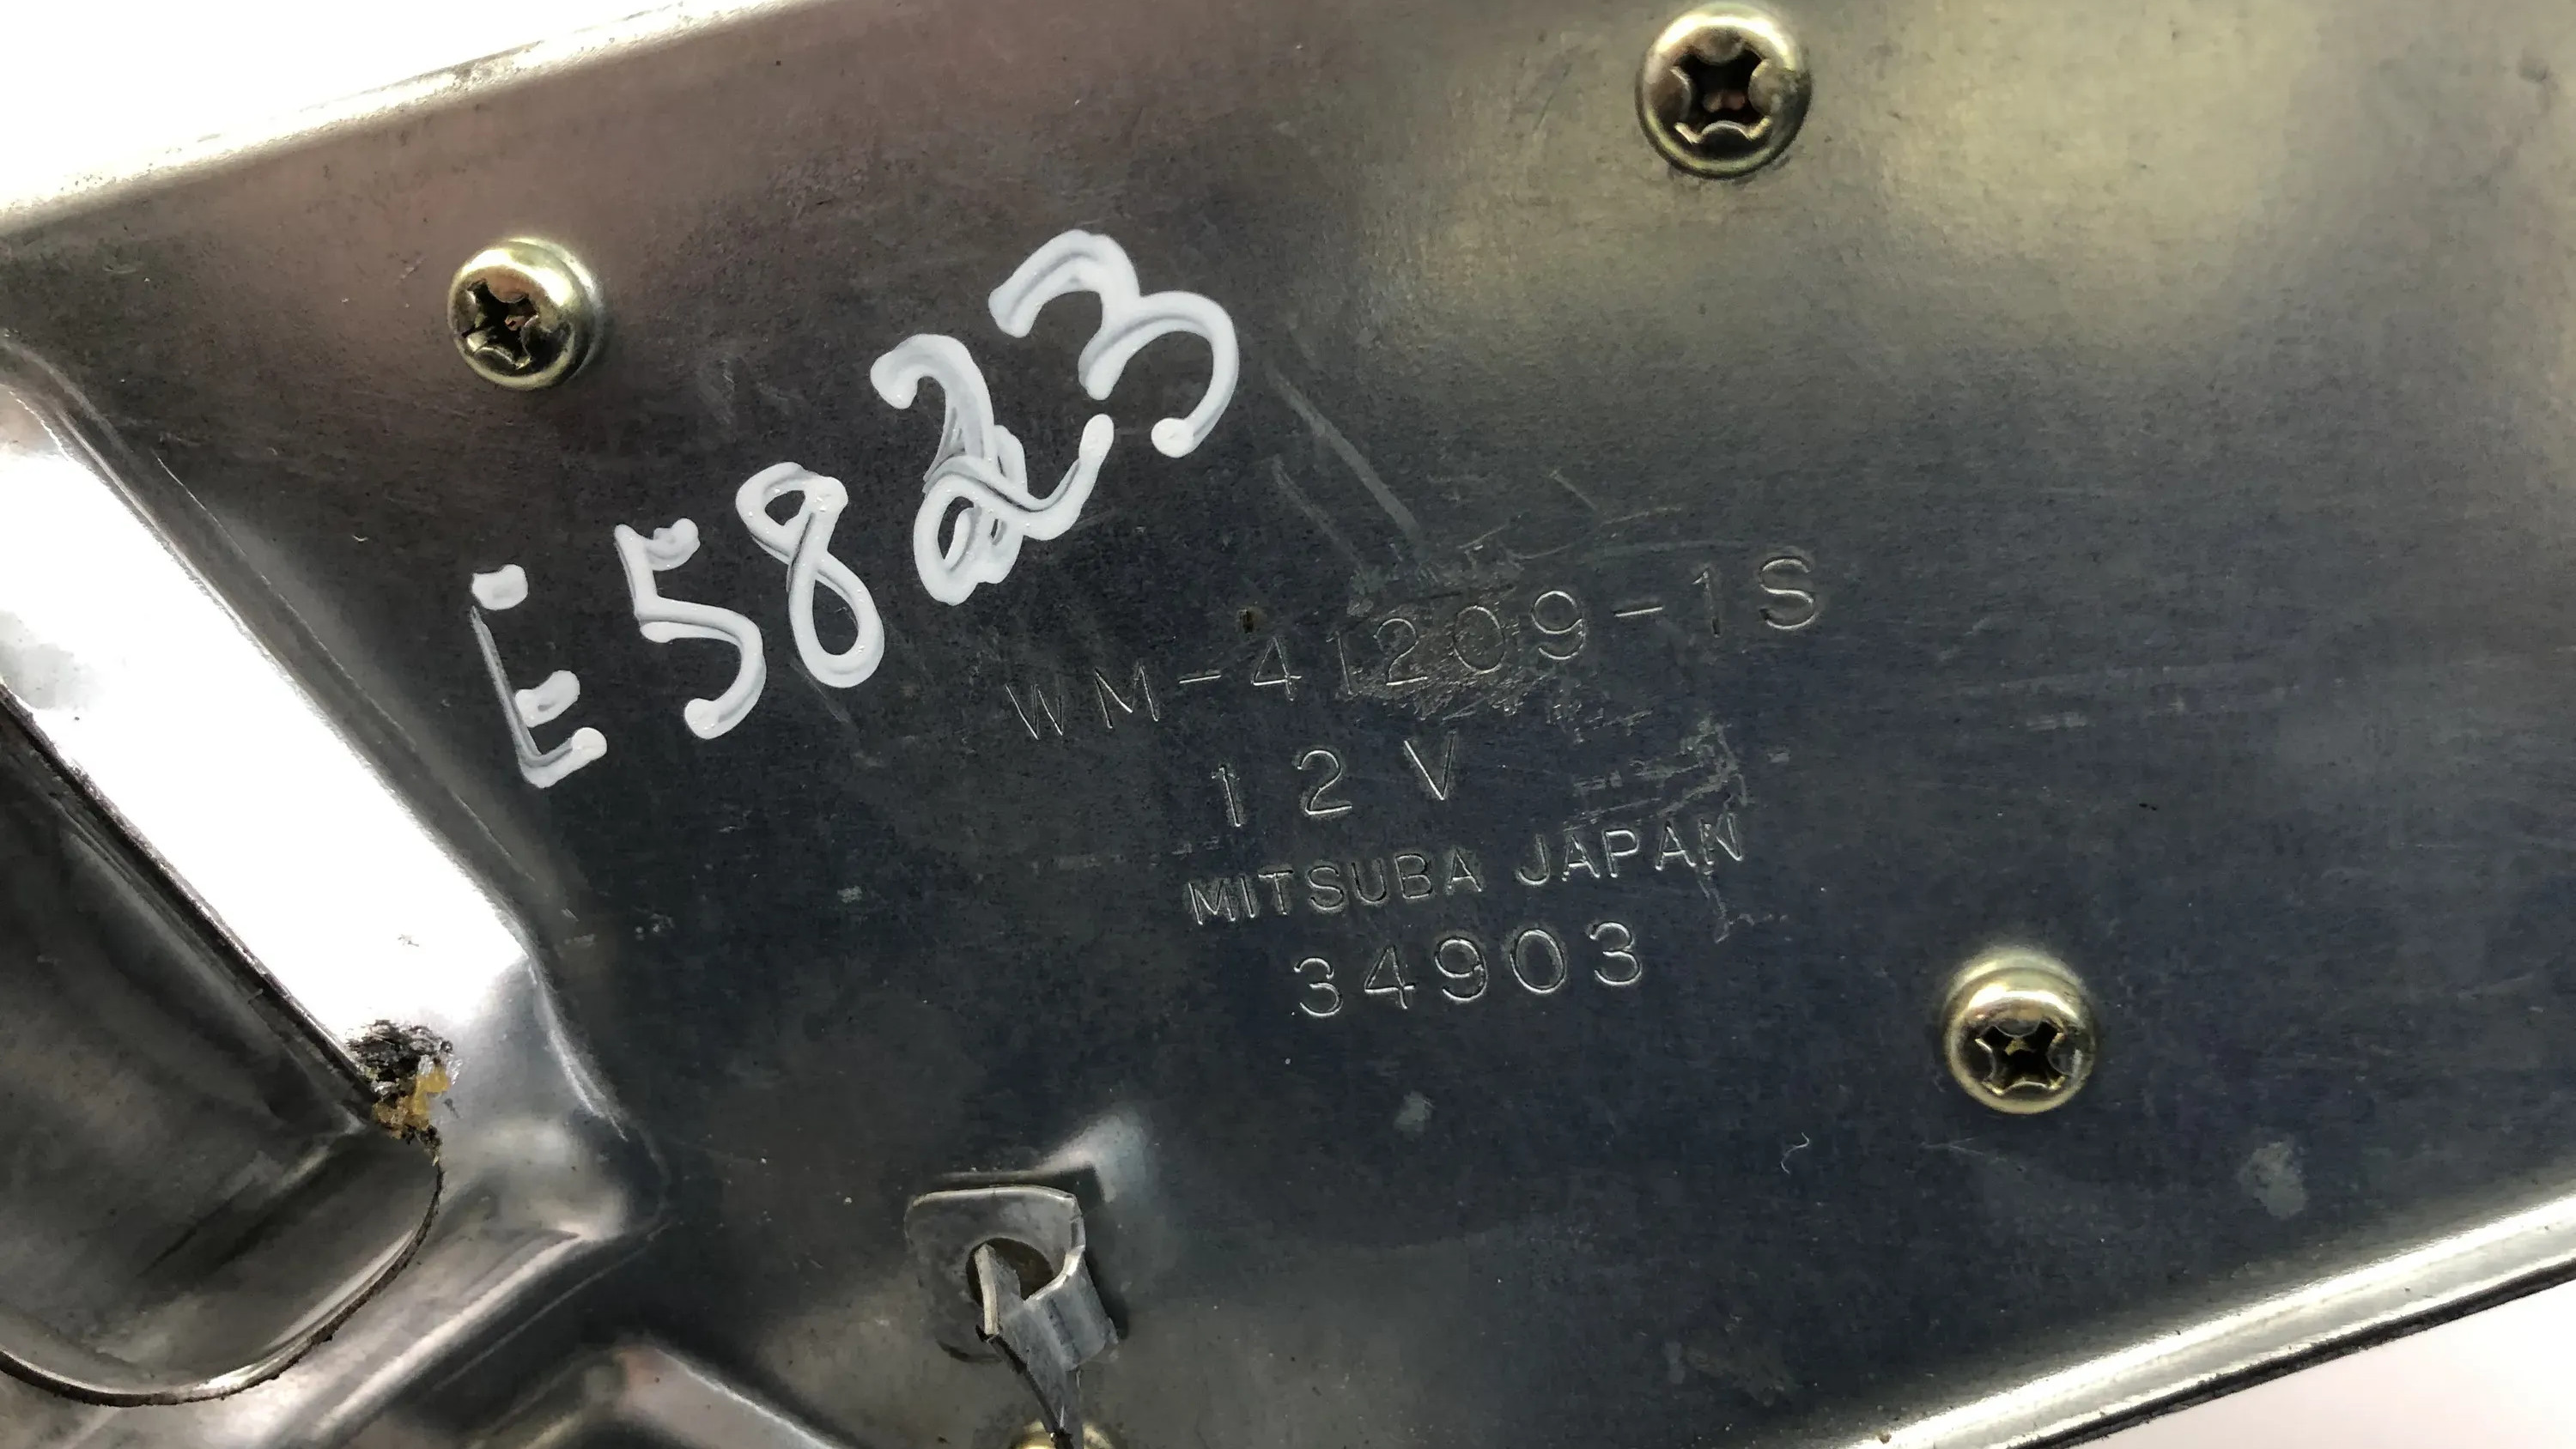 E5823
WM-41209-1S
12V
MITSUBA JAPAN
34903